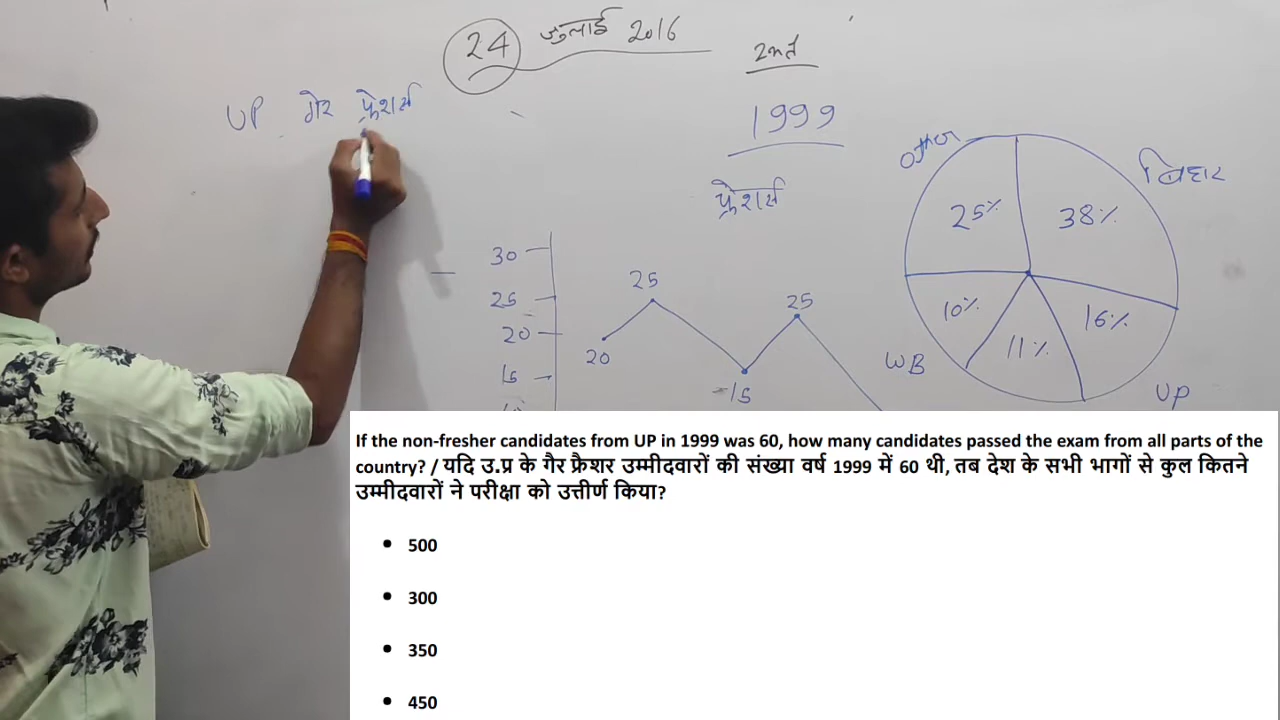 24 जुलाई 2016
2nd
UP गैर फ्रेशर्स
1999
फ्रेशर्स
Other
बिहार
25%
38%
10%
16%
11%
WB
UP
30
25
25
25
20
20
15
15
If the non-fresher candidates from UP in 1999 was 60, how many candidates passed the exam from all parts of the
country? / यदि उ.प्र के गैर फ्रैशर उम्मीदवारों की संख्या वर्ष 1999 में 60 थी, तब देश के सभी भागों से कुल कितने
उम्मीदवारों ने परीक्षा को उत्तीर्ण किया?
• 500
• 300
• 350
• 450